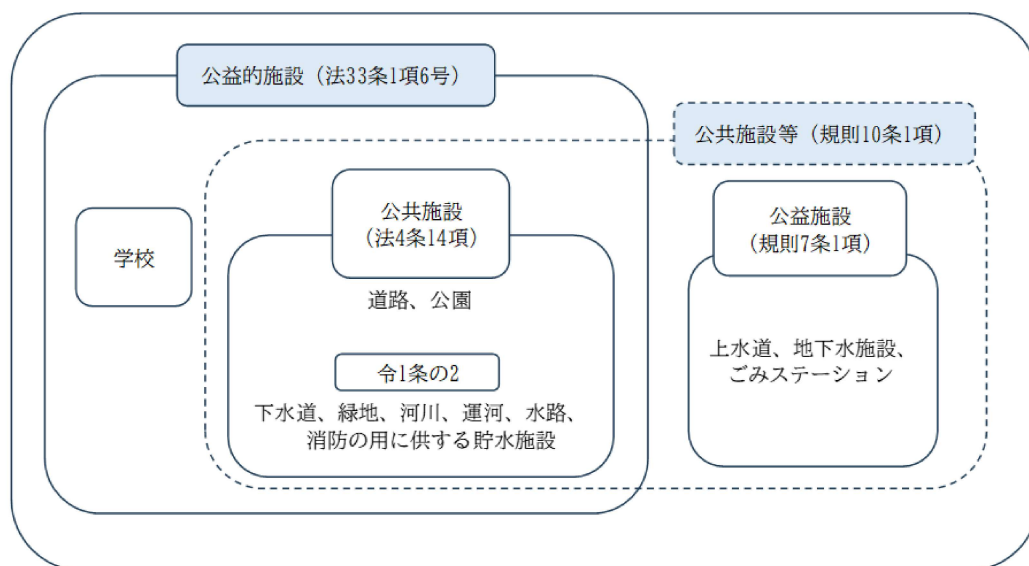 公益的施設（法33条1項6号）
公共施設等（規則10条1項）
学校
公共施設
（法4条14項）
道路、公園
令1条の2
下水道、緑地、河川、運河、水路、
消防の用に供する貯水施設
公益施設
（規則7条1項）
上水道、地下水施設、
ごみステーション